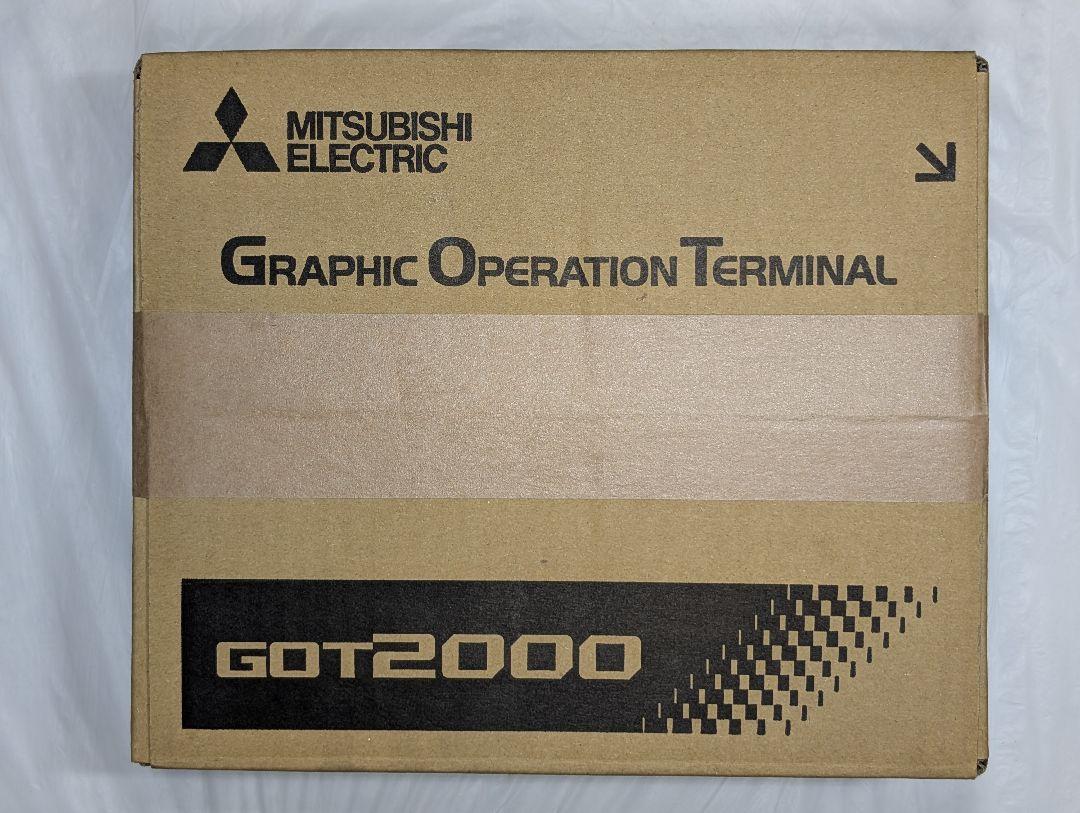 MITSUBISHI
ELECTRIC
GRAPHIC OPERATION TERMINAL
GOT2000